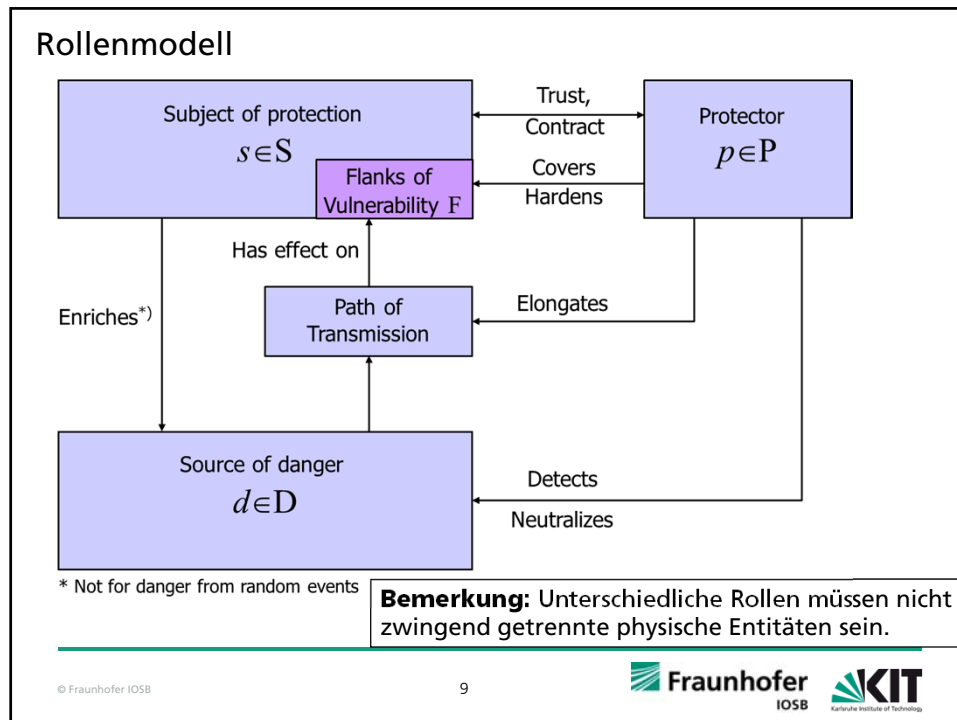 Rollenmodell
Subject of protection
s∈S
Trust,
Contract
Protector
p∈P
Flanks of
Vulnerability F
Covers
Hardens
Has effect on
Path of
Transmission
Elongates
Enriches*)
Source of danger
d∈D
Detects
Neutralizes
* Not for danger from random events
Bemerkung: Unterschiedliche Rollen müssen nicht
zwingend getrennte physische Entitäten sein.
© Fraunhofer IOSB
9
Fraunhofer
IOSB
KIT
Karlsruhe Institute of Technology